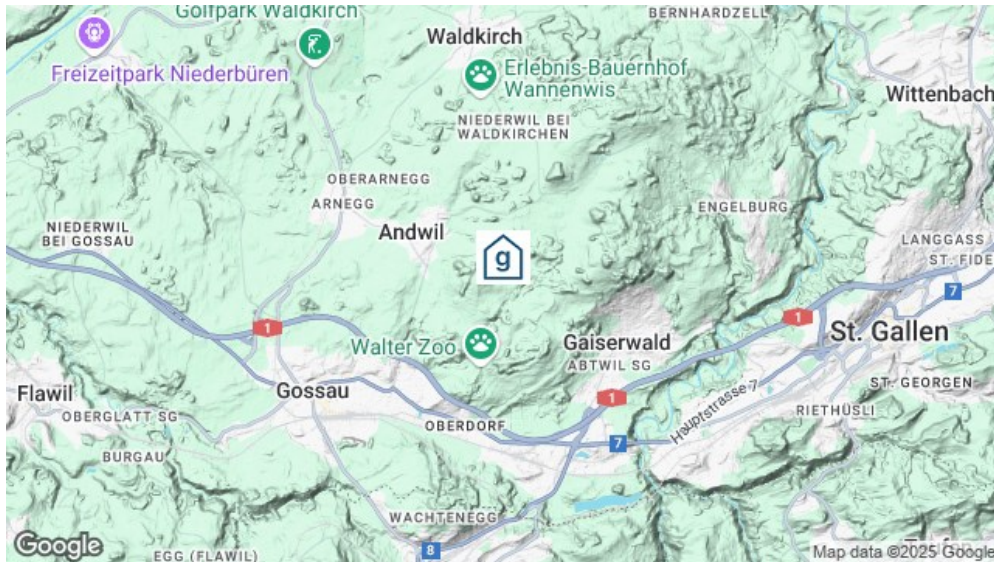 Golfpark Waldkirch
BERNHARDZELL
Waldkirch
Freizeitpark Niederbüren
Erlebnis-Bauernhof
Wannenwis
Wittenbach
NIEDERWIL BEI
WALDKIRCHEN
OBERARNEGG
ARNEGG
ENGELBURG
NIEDERWIL
BEI GOSSAU
Andwil
LANGGASS
ST. FIDE
g
7
1
1
Walter Zoo
Gaiserwald
ABTWIL SG
St. Gallen
Flawil
Gossau
ST. GEORGEN
1
Hauptstrasse 7
OBERGLATT SG
OBERDORF
RIETHÜSLI
7
BURGAU
WACHTENEGG
Google
EGG (FLAWIL)
8
Map data ©2025 Google